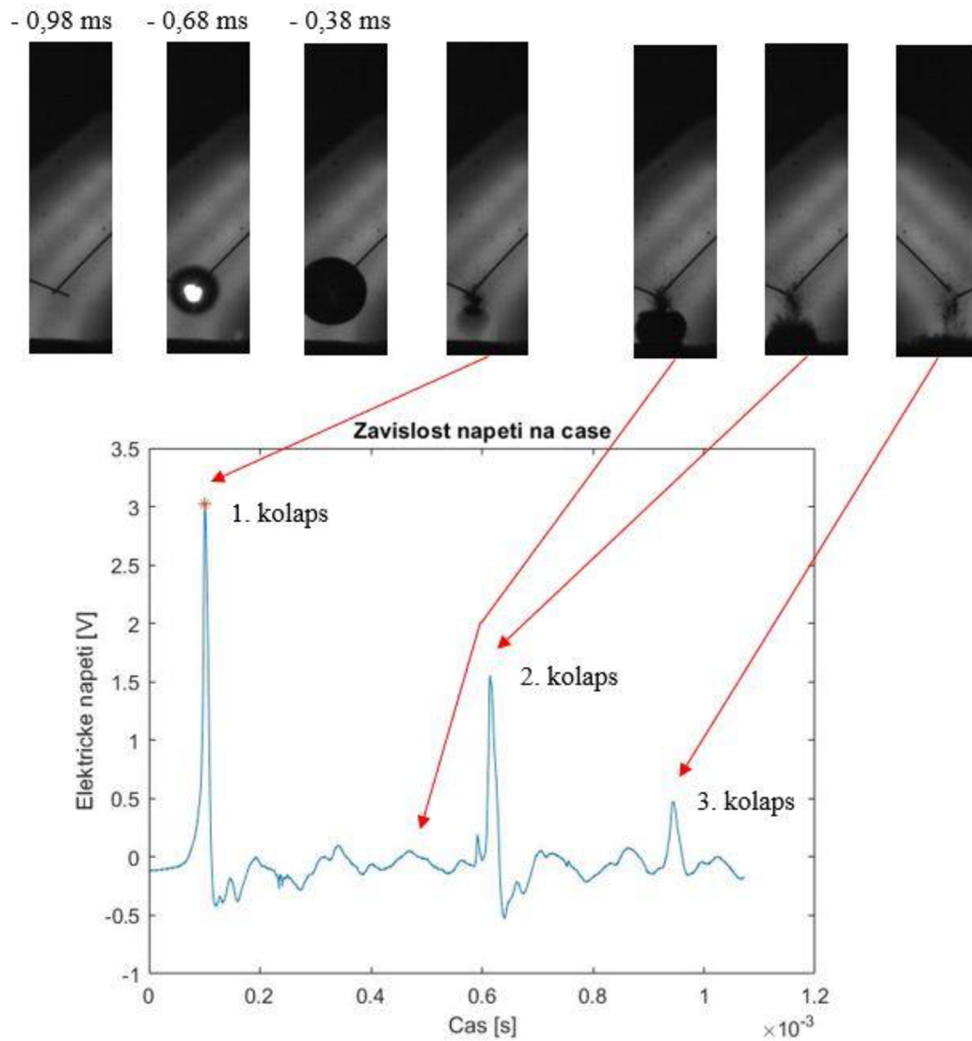 - 0,98 ms - 0,68 ms - 0,38 ms
Zavislost napeti na case
3.5
3
2.5
2
1.5
1
0.5
0
-0.5
-1
Elektricke napeti [V]
1. kolaps
2. kolaps
3. kolaps
0 0.2 0.4 0.6 0.8 1 1.2
Cas [s]
×10⁻³